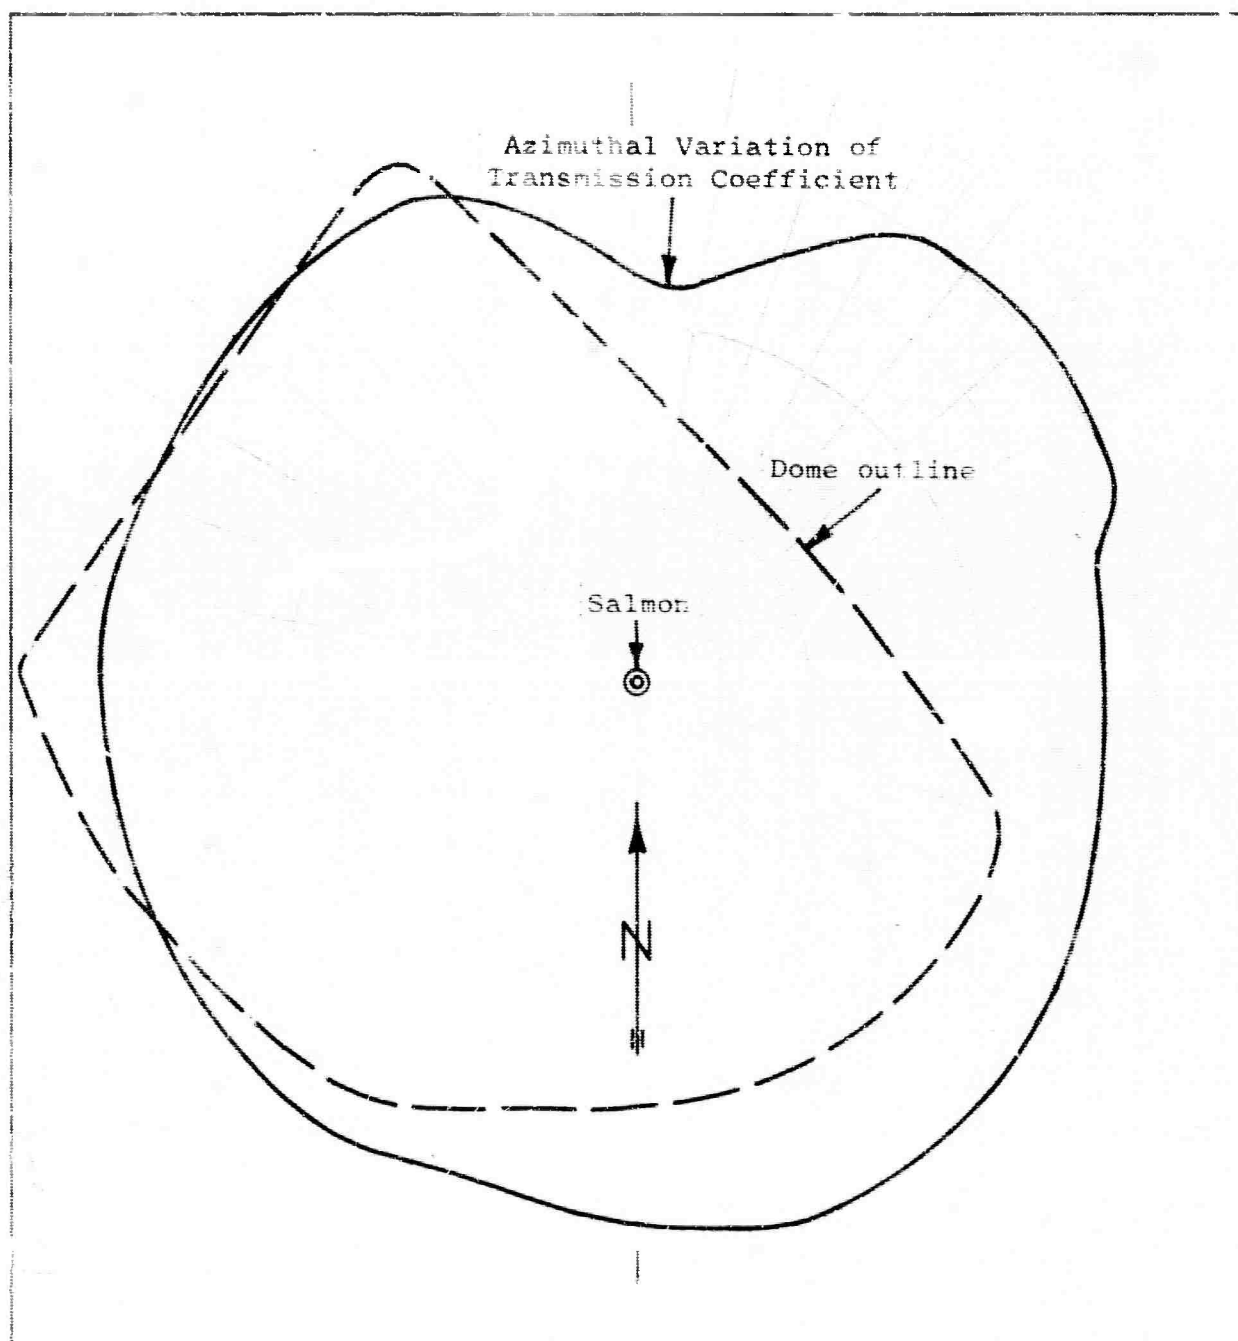 Azimuthal Variation of
Transmission Coefficient
Dome outline
Salmon
N